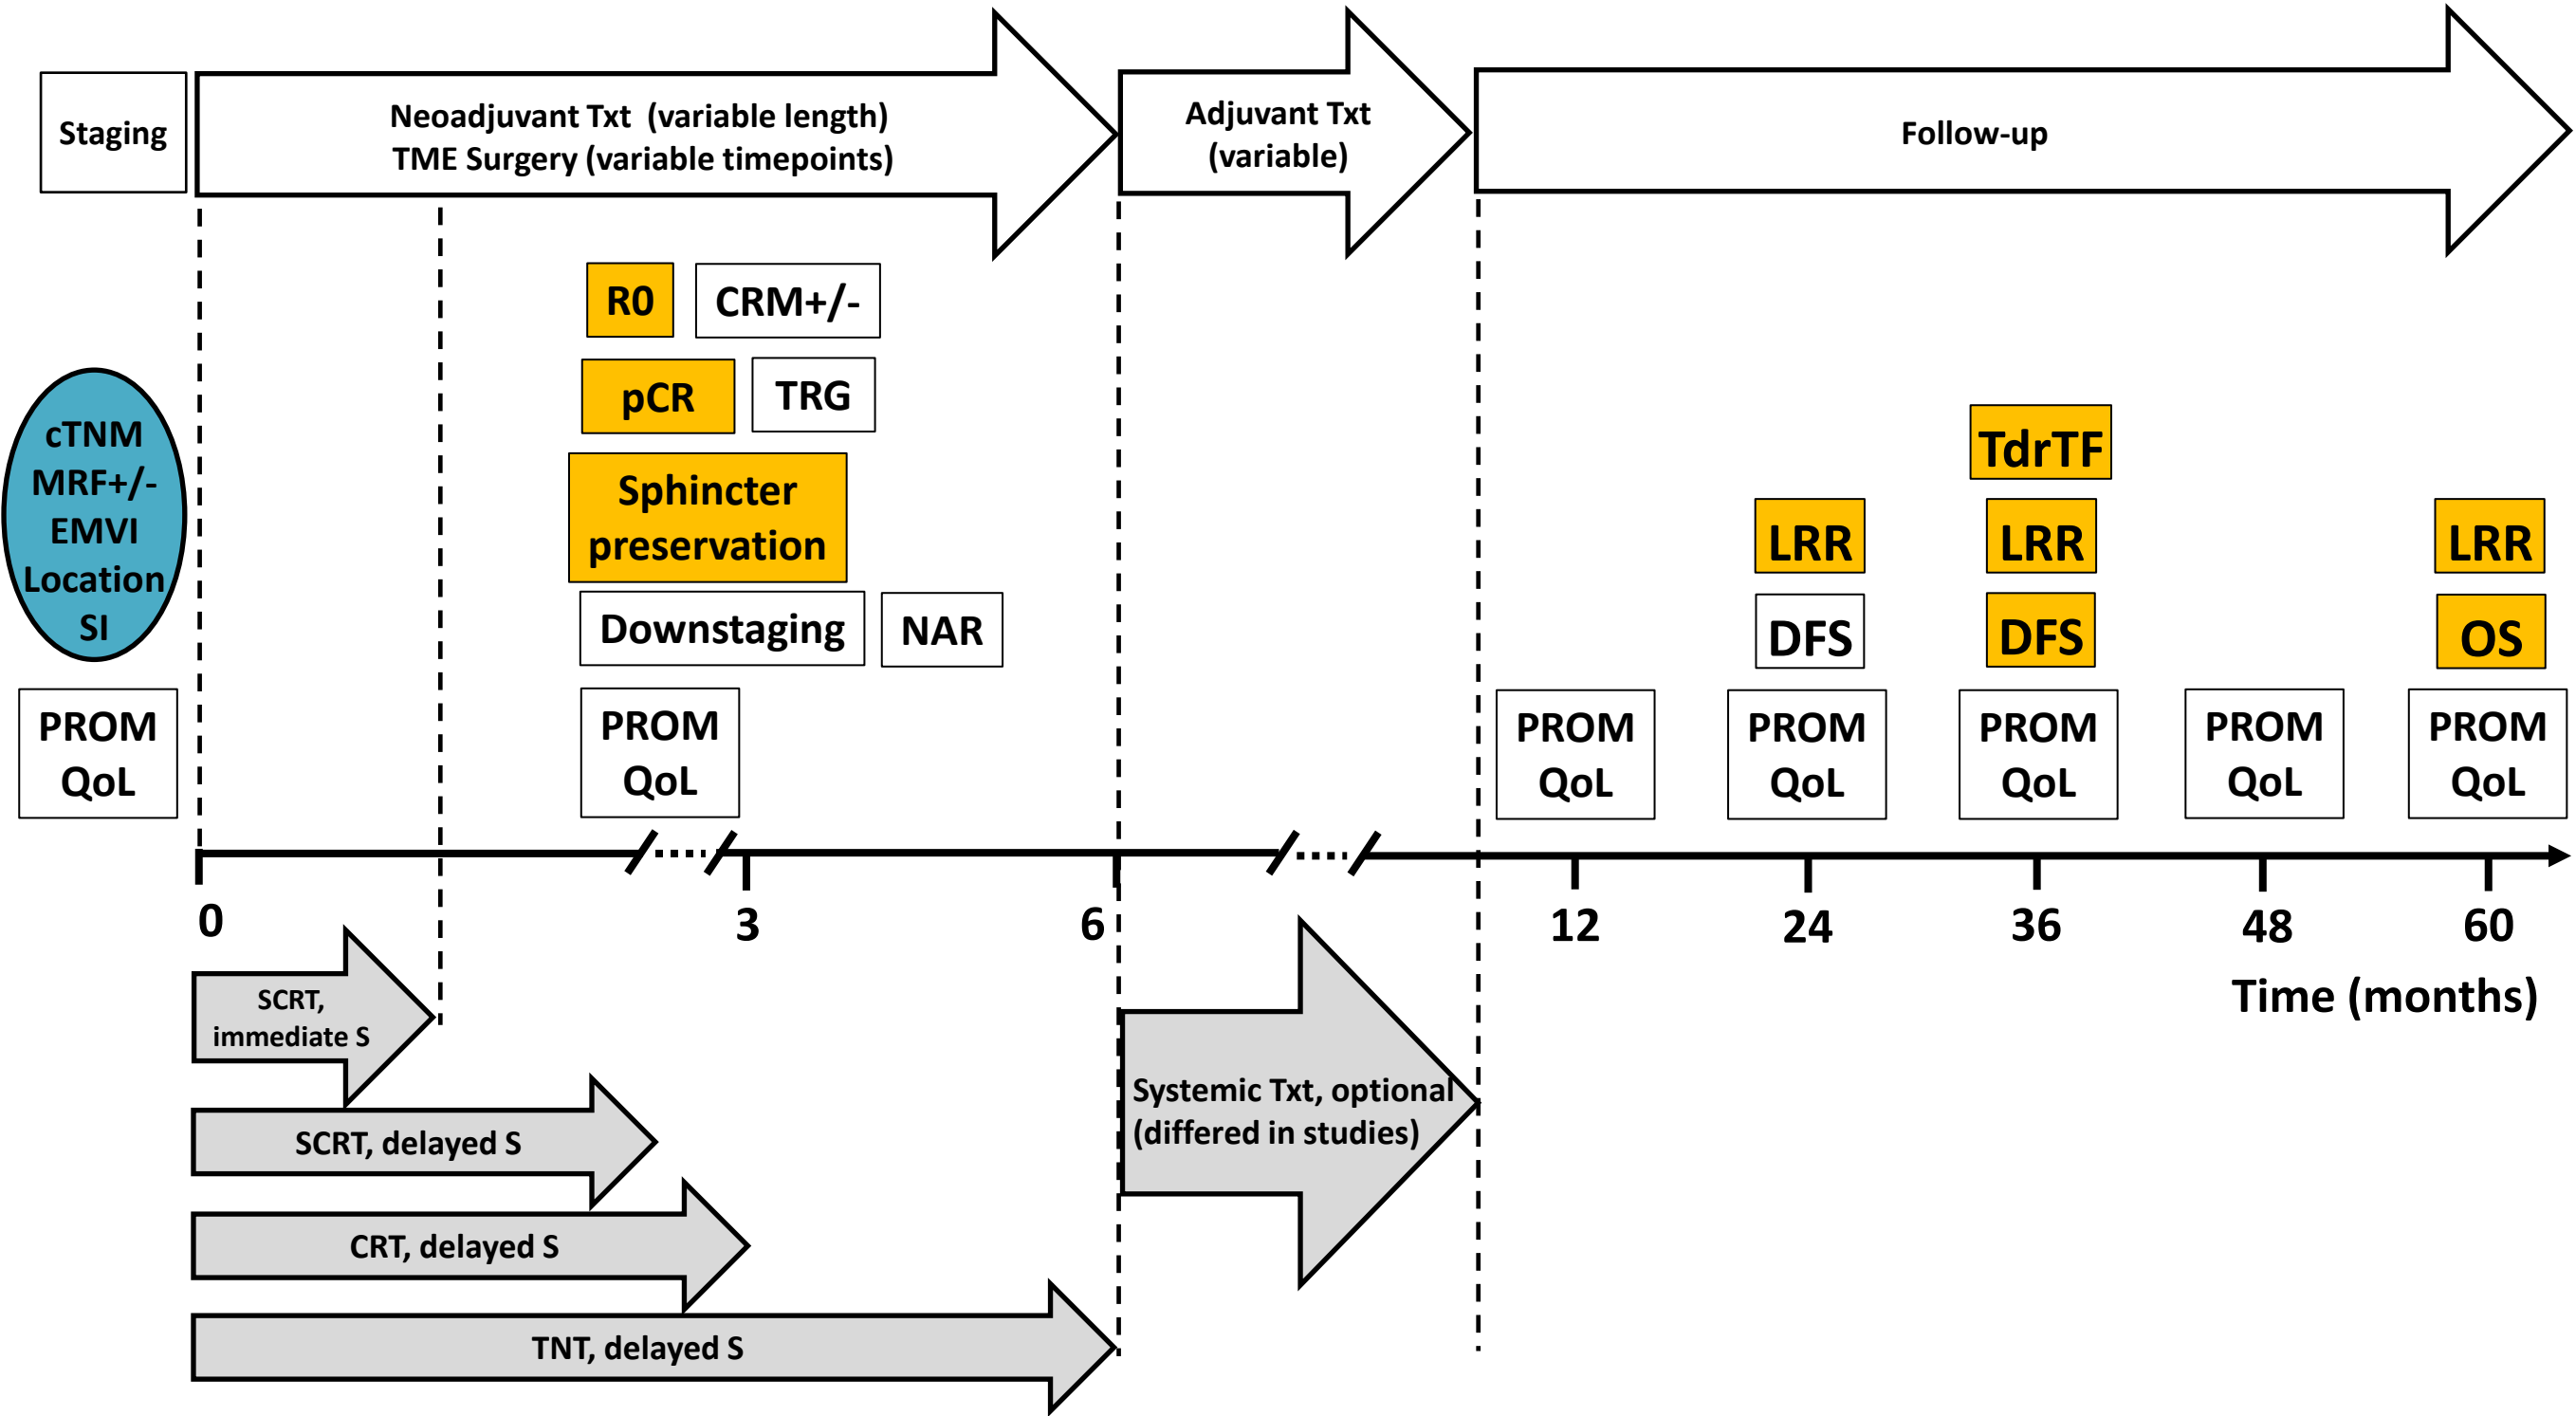 Staging
Neoadjuvant Txt (variable length)
TME Surgery (variable timepoints)
Adjuvant Txt
(variable)
Follow-up
R0
CRM+/-
pCR
TRG
Sphincter
preservation
Downstaging
NAR
cTNM
MRF+/-
EMVI
Location
SI
TdrTF
LRR
LRR
LRR
DFS
DFS
OS
PROM
QoL
PROM
QoL
PROM
QoL
PROM
QoL
PROM
QoL
PROM
QoL
PROM
QoL
0
3
6
12
24
36
48
60
Time (months)
SCRT,
immediate S
SCRT, delayed S
CRT, delayed S
TNT, delayed S
Systemic Txt, optional
(differed in studies)